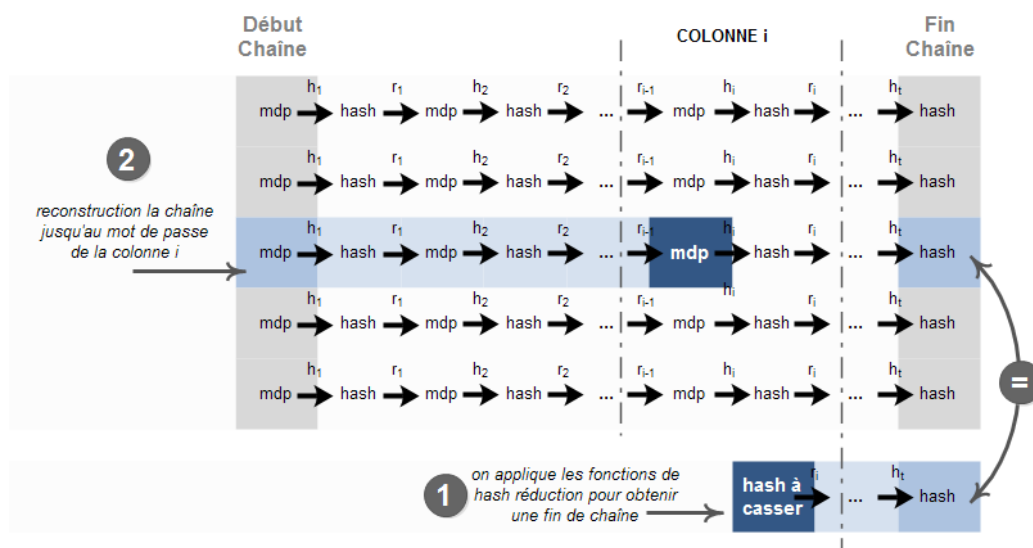 Début
Chaîne
COLONNE i
Fin
Chaîne
h1 r1 h2 r2 ri-1 hi ri ht
mdp hash mdp hash ... mdp hash ... hash
h1 r1 h2 r2 ri-1 hi ri ht
mdp hash mdp hash ... mdp hash ... hash
2
reconstruction la chaîne
jusqu'au mot de passe
de la colonne i
h1 r1 h2 r2 ri-1 hi ri ht
mdp hash mdp hash ... mdp hash ... hash
h1 r1 h2 r2 ri-1 hi ri ht
mdp hash mdp hash ... mdp hash ... hash
h1 r1 h2 r2 ri-1 hi ri ht
mdp hash mdp hash ... mdp hash ... hash
=
1
on applique les fonctions de
hash réduction pour obtenir
une fin de chaîne
ri ht
hash à
casser
... hash